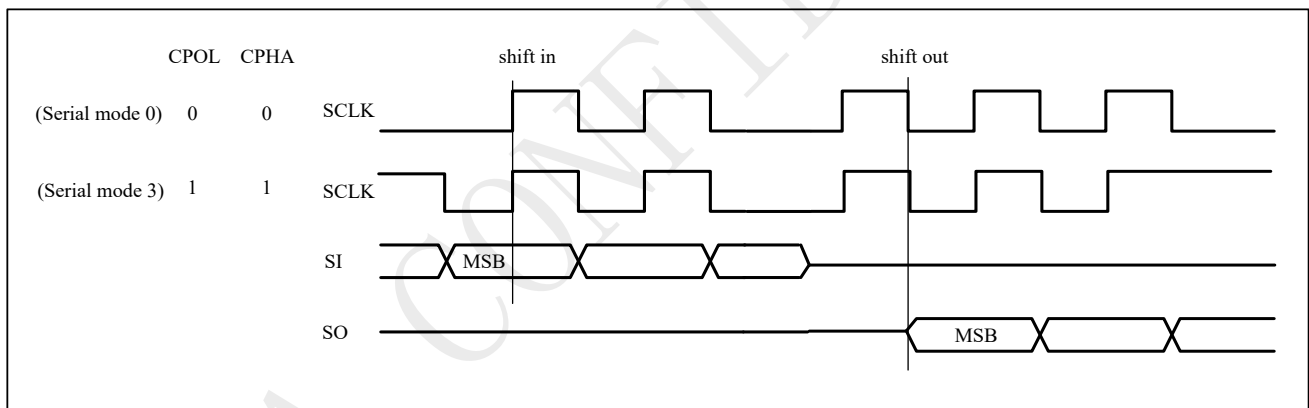 CPOL CPHA shift in shift out
(Serial mode 0) 0 0 SCLK
(Serial mode 3) 1 1 SCLK
SI MSB
SO MSB